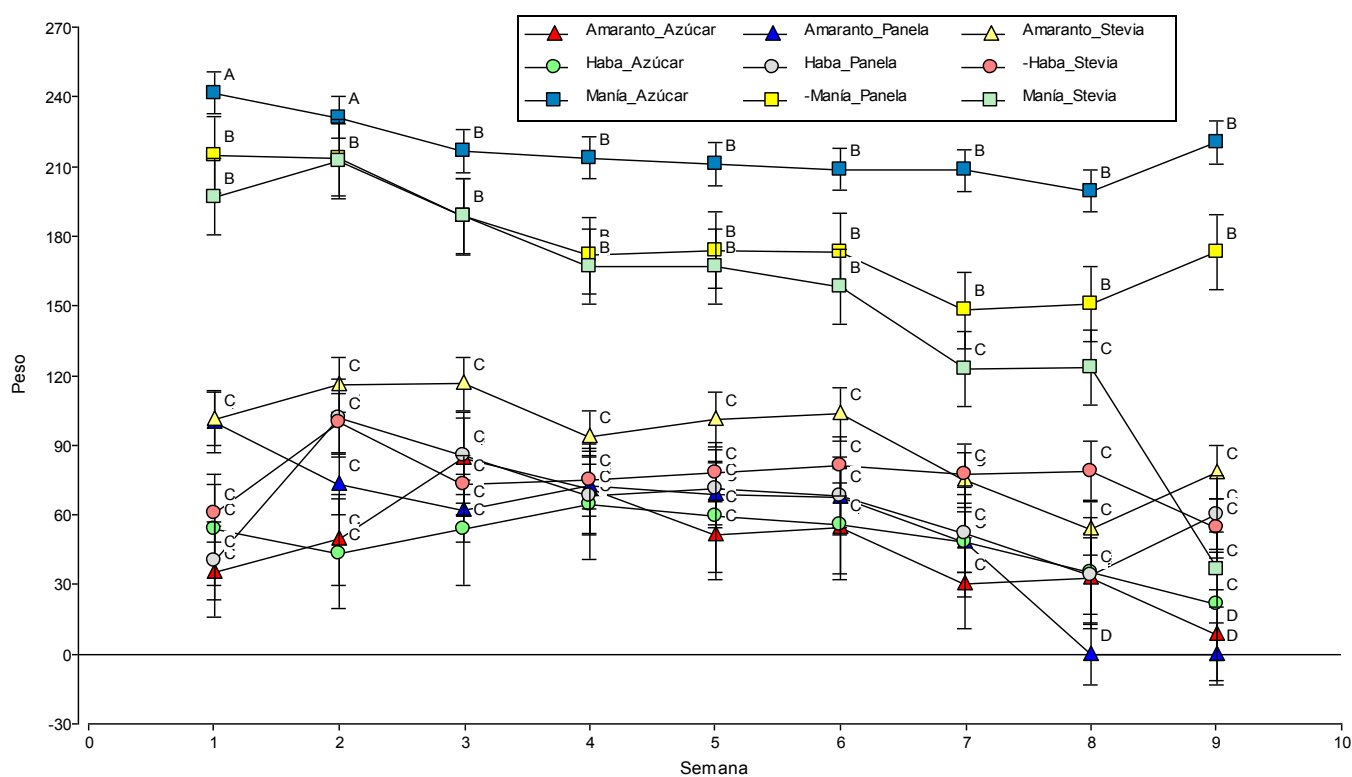 270
240
210
180
150
120
90
60
30
0
-30
Peso
Amaranto_Azúcar Amaranto_Panela Amaranto_Stevia
Haba_Azúcar Haba_Panela -Haba_Stevia
Manía_Azúcar -Manía_Panela Manía_Stevia
A
B
B
C
C
C
C
A
B
C
C
C
C
C
B
B
C
C
C
C
B
B
B
C
C
C
B
B
B
C
C
C
C
B
B
B
C
C
C
C
B
B
C
C
C
C
B
B
C
C
C
C
D
B
B
C
C
C
C
C
D
D
0 1 2 3 4 5 6 7 8 9 10
Semana